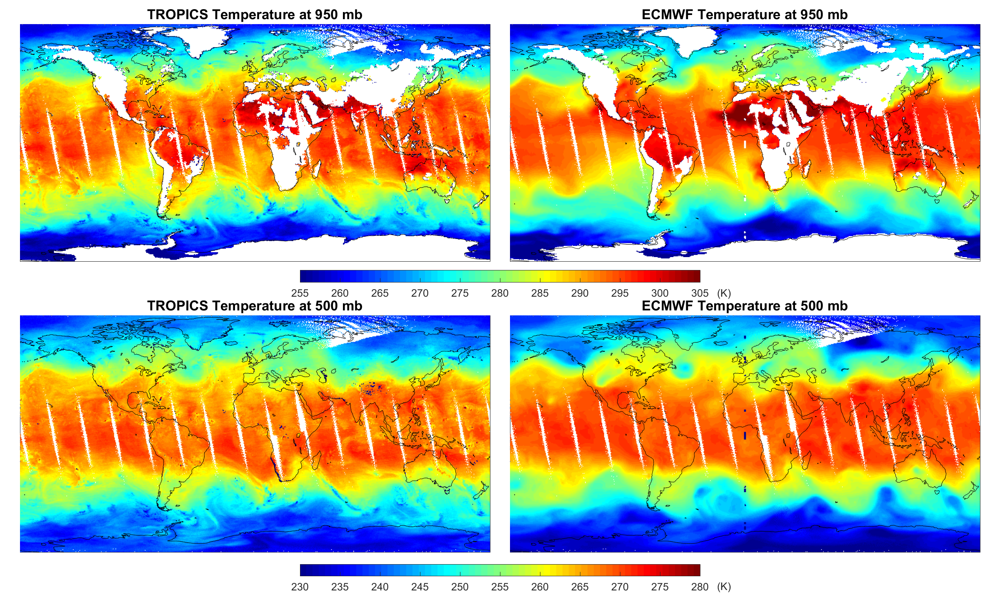 TROPICS Temperature at 950 mb
ECMWF Temperature at 950 mb
255 260 265 270 275 280 285 290 295 300 305 (K)
TROPICS Temperature at 500 mb
ECMWF Temperature at 500 mb
230 235 240 245 250 255 260 265 270 275 280 (K)